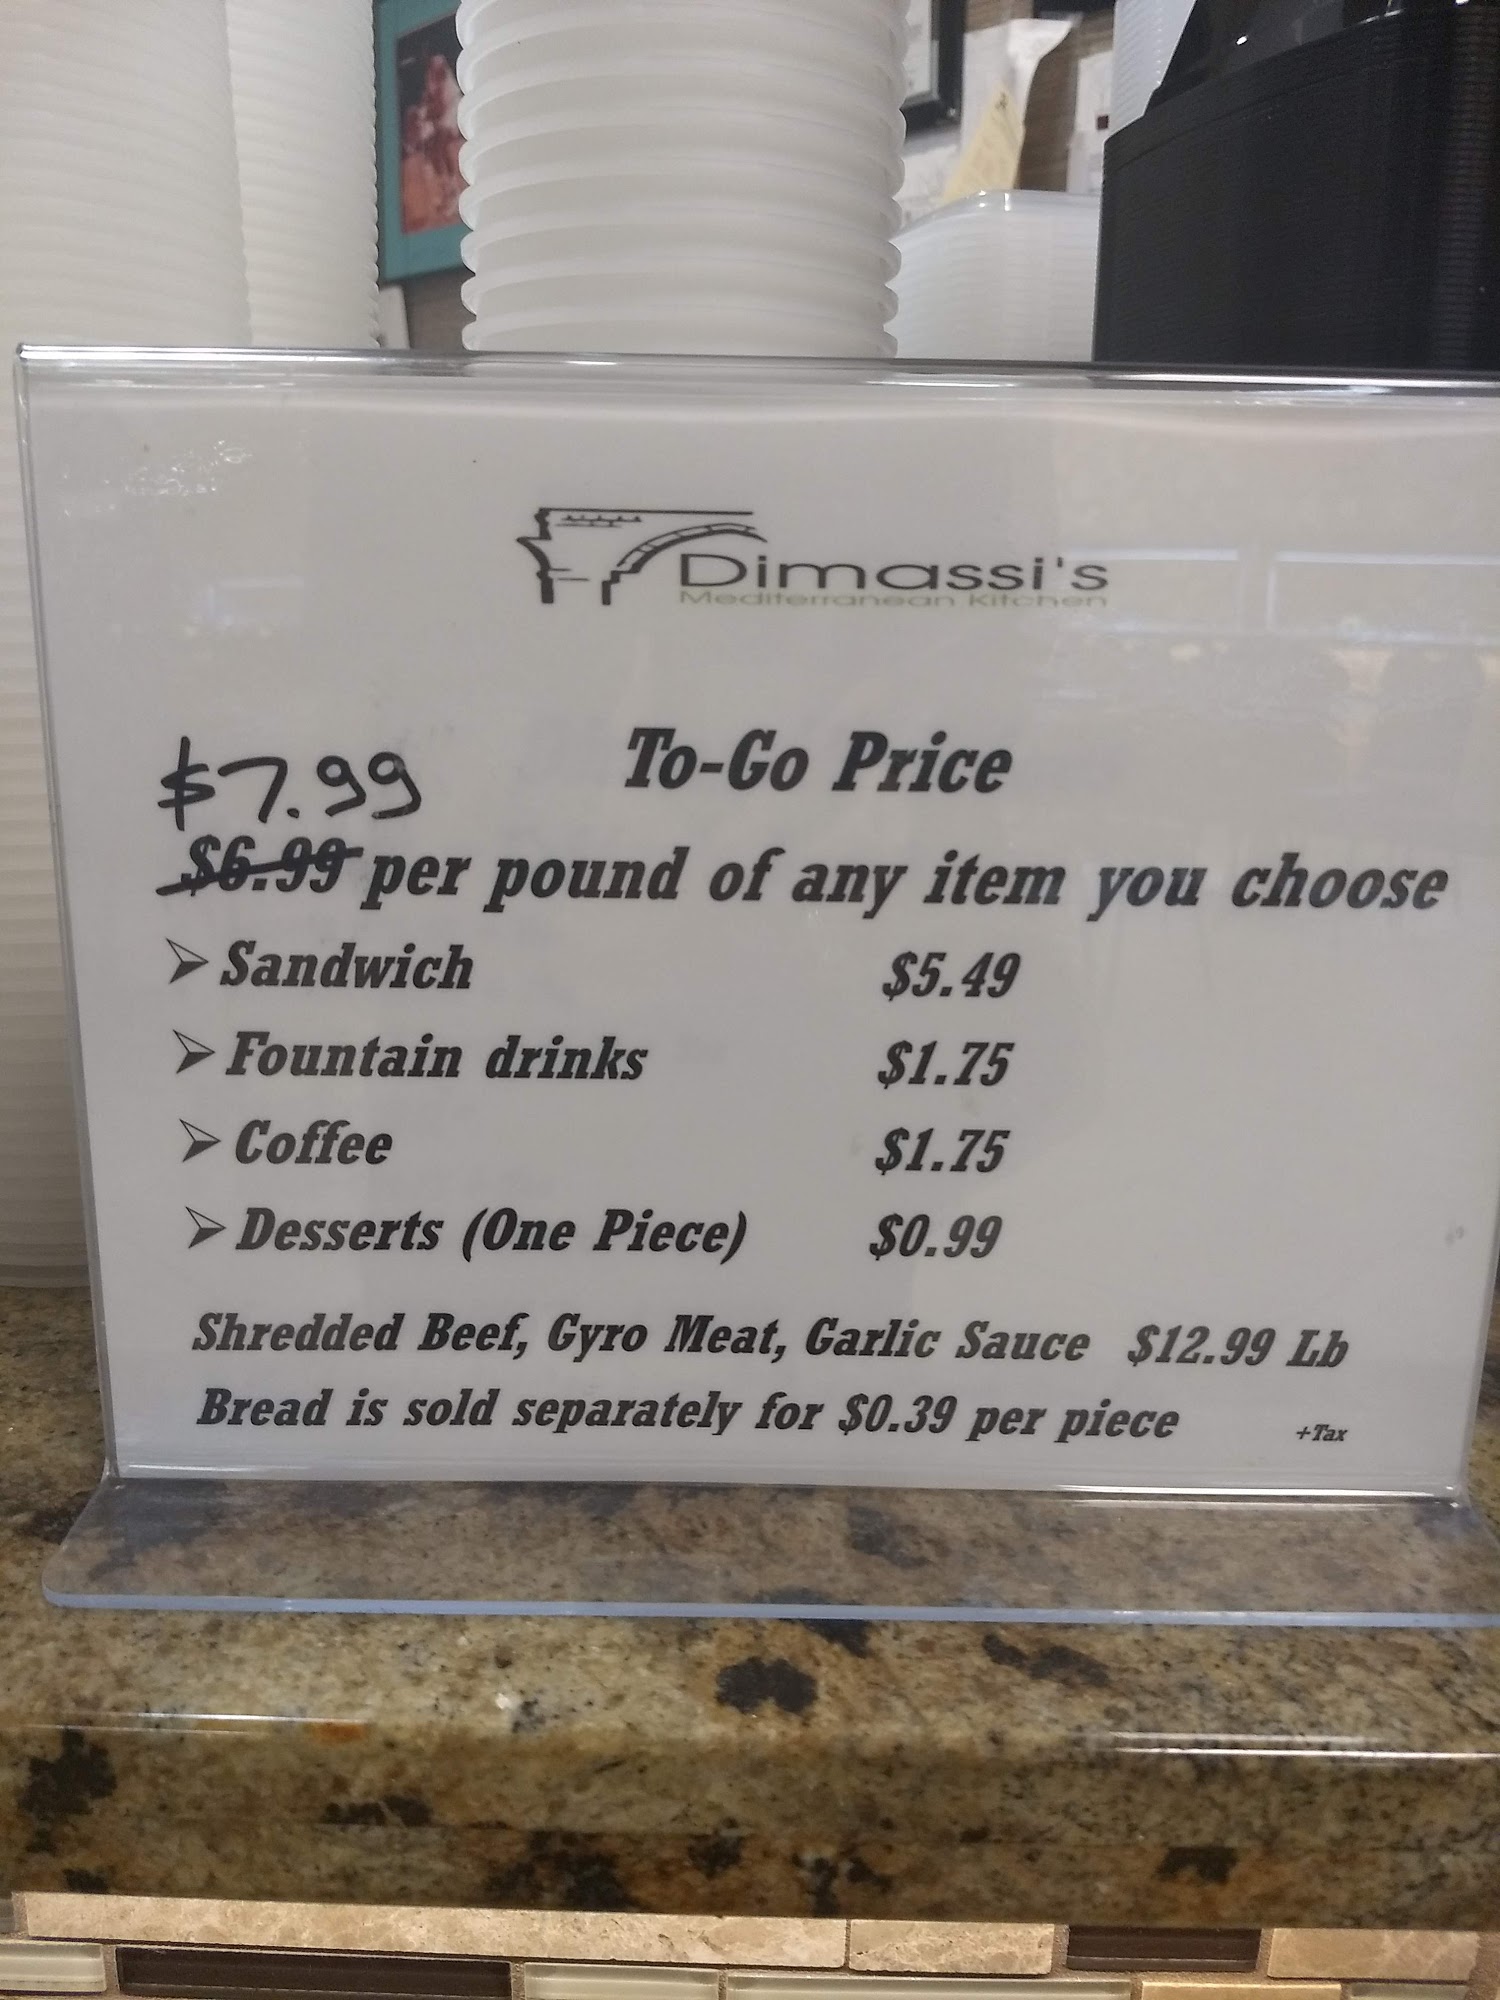 Dimassi's
Mediterranean Kitchen
To-Go Price
$7.99
$6.99 per pound of any item you choose
➢ Sandwich $5.49
➢ Fountain drinks $1.75
➢ Coffee $1.75
➢ Desserts (One Piece) $0.99
Shredded Beef, Gyro Meat, Garlic Sauce $12.99 Lb
Bread is sold separately for $0.39 per piece +Tax